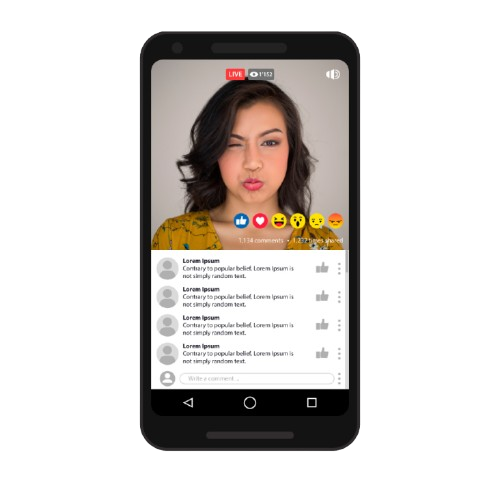 LIVE 1'152
1,134 comments • 1,333 times shared
Lorem Ipsum
Contrary to popular belief, Lorem Ipsum is
not simply random text.
Lorem Ipsum
Contrary to popular belief, Lorem Ipsum is
not simply random text.
Lorem Ipsum
Contrary to popular belief, Lorem Ipsum is
not simply random text.
Lorem Ipsum
Contrary to popular belief, Lorem Ipsum is
not simply random text.
Write a comment ...